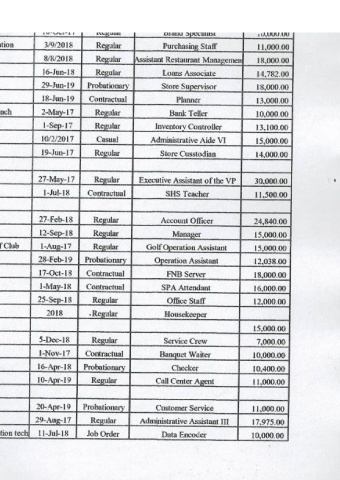 Regular Brand Specialist 10,000.00
ation 3/9/2018 Regular Purchasing Staff 11,000.00
8/8/2018 Regular Assistant Restaurant Managemen 18,000.00
16-Jun-18 Regular Loans Associate 14,782.00
29-Jun-19 Probationary Store Supervisor 18,000.00
18-Jun-19 Contractual Planner 13,000.00
nch 2-May-17 Regular Bank Teller 10,000.00
1-Sep-17 Regular Inventory Controller 13,100.00
10/2/2017 Casual Administrative Aide VI 15,000.00
19-Jun-17 Regular Store Cusstodian 14,000.00
27-May-17 Regular Executive Assistant of the VP 30,000.00
1-Jul-18 Contractual SHS Teacher 11,500.00
27-Feb-18 Regular Account Officer 24,840.00
12-Sep-18 Regular Manager 15,000.00
f Club 1-Aug-17 Regular Golf Operation Assistant 15,000.00
28-Feb-19 Probationary Operation Assistant 12,038.00
17-Oct-18 Contractual FNB Server 18,000.00
1-May-18 Contractual SPA Attendant 16,000.00
25-Sep-18 Regular Office Staff 12,000.00
2018 Regular Housekeeper
15,000.00
5-Dec-18 Regular Service Crew 7,000.00
1-Nov-17 Contractual Banquet Waiter 10,000.00
16-Apr-18 Probationary Checker 10,400.00
10-Apr-19 Regular Call Center Agent 11,000.00
20-Apr-19 Probationary Customer Service 11,000.00
29-Aug-17 Regular Administrative Assistant III 17,975.00
tion tech 11-Jul-18 Job Order Data Encoder 10,000.00